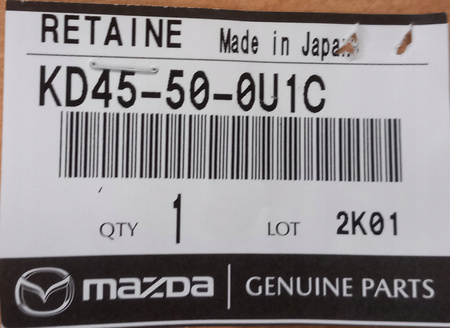 RETAINE Made in Japan
KD45-50-0U1C
QTY 1 LOT 2K01
mazda | GENUINE PARTS